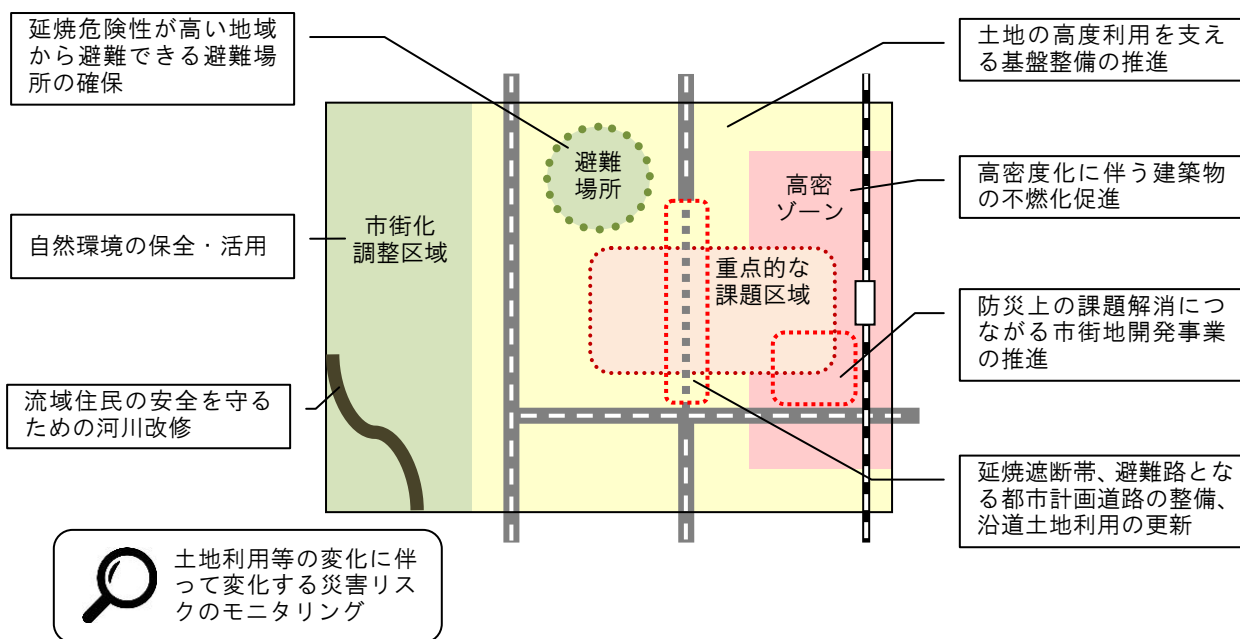 延焼危険性が高い地域
から避難できる避難場
所の確保
土地の高度利用を支え
る基盤整備の推進
避難
場所
高密
ゾーン
高密度化に伴う建築物
の不燃化促進
市街化
調整区域
自然環境の保全・活用
重点的な
課題区域
防災上の課題解消につ
ながる市街地開発事業
の推進
流域住民の安全を守る
ための河川改修
延焼遮断帯、避難路とな
る都市計画道路の整備、
沿道土地利用の更新
土地利用等の変化に伴
って変化する災害リス
クのモニタリング